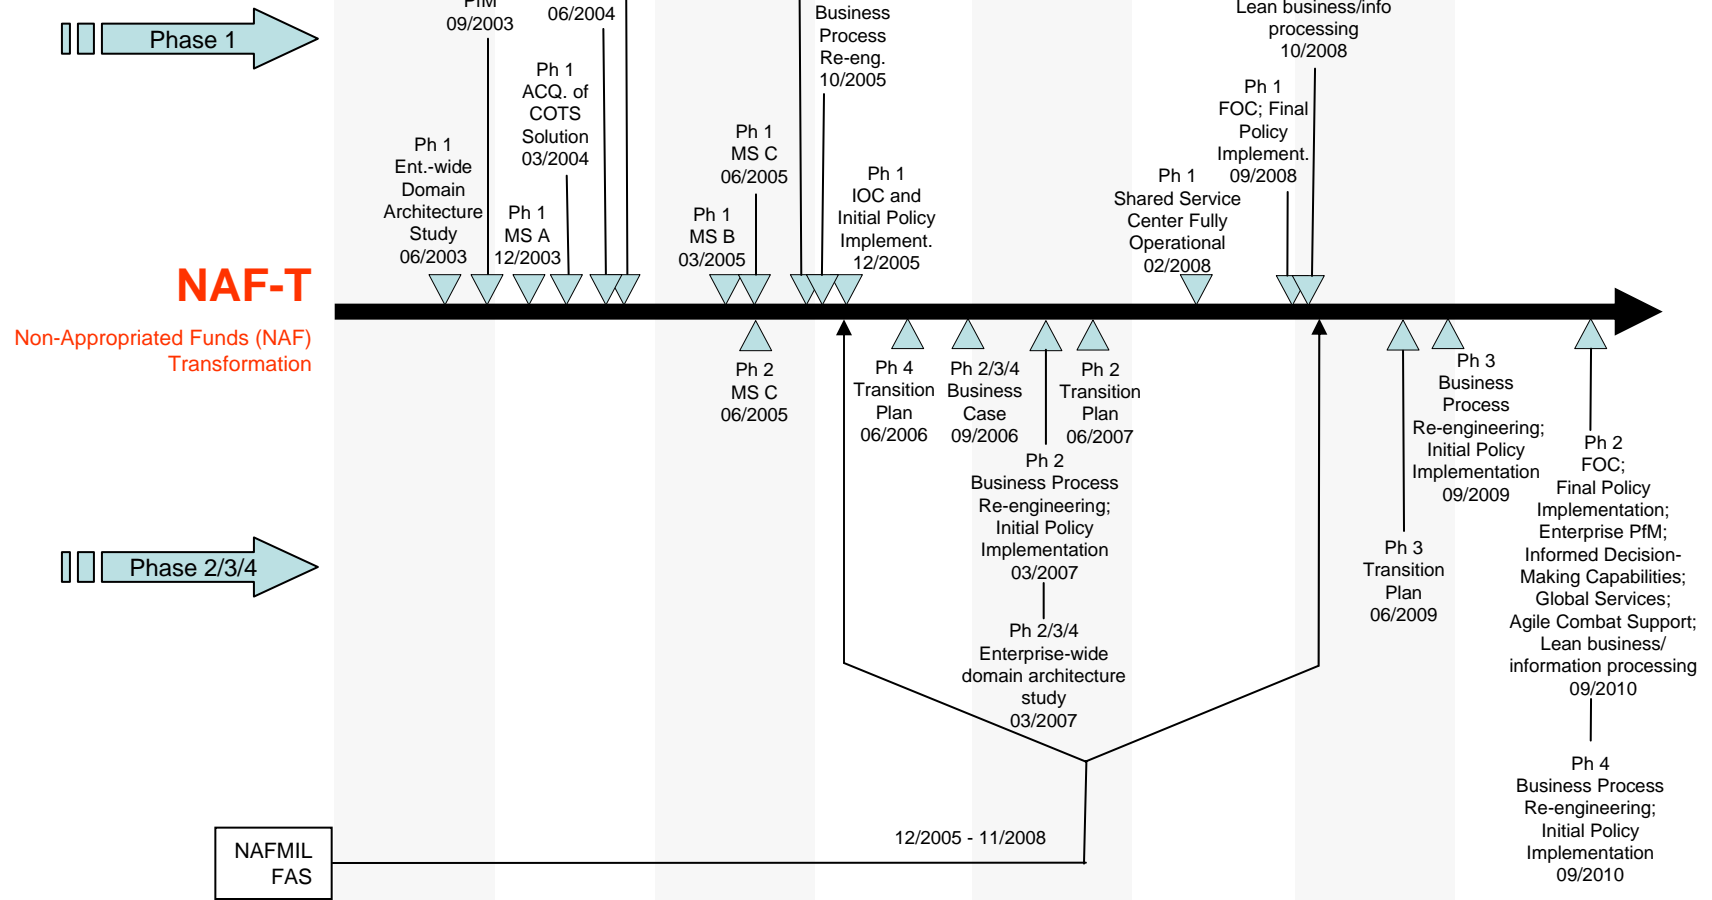 PfM
09/2003
06/2004
Business
Process
Re-eng.
10/2005
Lean business/info
processing
10/2008
Phase 1
Ph 1
ACQ. of
COTS
Solution
03/2004
Ph 1
FOC; Final
Policy
Implement.
09/2008
Ph 1
MS C
06/2005
Ph 1
Ent.-wide
Domain
Architecture
Study
06/2003
Ph 1
IOC and
Initial Policy
Implement.
12/2005
Ph 1
Shared Service
Center Fully
Operational
02/2008
Ph 1
MS A
12/2003
Ph 1
MS B
03/2005
NAF-T
Non-Appropriated Funds (NAF)
Transformation
Ph 2
MS C
06/2005
Ph 4
Transition
Plan
06/2006
Ph 2/3/4
Business
Case
09/2006
Ph 2
Transition
Plan
06/2007
Ph 3
Business
Process
Re-engineering;
Initial Policy
Implementation
09/2009
Ph 2
Business Process
Re-engineering;
Initial Policy
Implementation
03/2007
Ph 2
FOC;
Final Policy
Implementation;
Enterprise PfM;
Informed Decision-
Making Capabilities;
Global Services;
Agile Combat Support;
Lean business/
information processing
09/2010
Phase 2/3/4
Ph 3
Transition
Plan
06/2009
Ph 2/3/4
Enterprise-wide
domain architecture
study
03/2007
Ph 4
Business Process
Re-engineering;
Initial Policy
Implementation
09/2010
12/2005 - 11/2008
NAFMIL
FAS